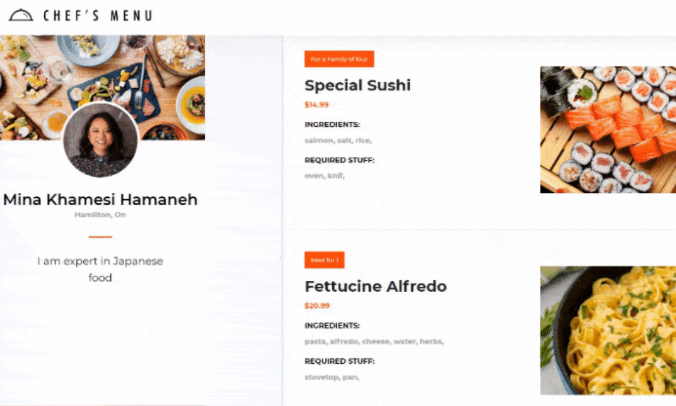 CHEF'S MENU
Mina Khamesi Hamaneh
Hamilton, On
I am expert in Japanese
food
For a Family of four
Special Sushi
$14.99
INGREDIENTS:
salmon, salt, rice,
REQUIRED STUFF:
oven, knif,
Meal for 1
Fettucine Alfredo
$20.99
INGREDIENTS:
pasta, alfredo, cheese, water, herbs,
REQUIRED STUFF:
stovetop, pan,